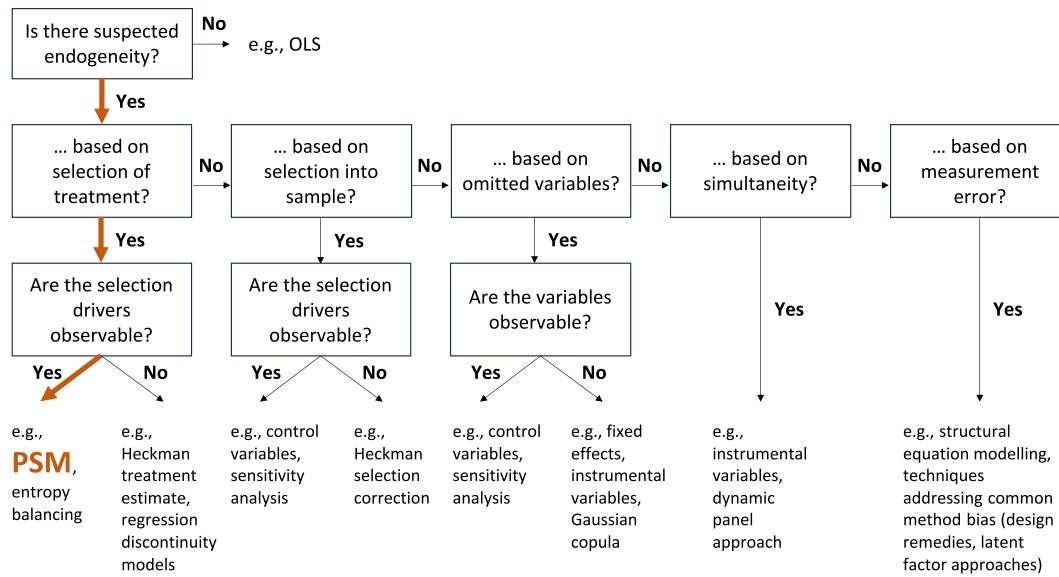 Is there suspected
endogeneity?
No
e.g., OLS
Yes
… based on
selection of
treatment?
No
… based on
selection into
sample?
No
… based on
omitted variables?
No
… based on
simultaneity?
No
… based on
measurement
error?
Yes
Yes
Yes
Yes
Yes
Are the selection
drivers
observable?
Are the selection
drivers
observable?
Are the variables
observable?
Yes
No
Yes
No
Yes
No
e.g.,
PSM,
entropy
balancing
e.g.,
Heckman
treatment
estimate,
regression
discontinuity
models
e.g., control
variables,
sensitivity
analysis
e.g.,
Heckman
selection
correction
e.g., control
variables,
sensitivity
analysis
e.g., fixed
effects,
instrumental
variables,
Gaussian
copula
e.g.,
instrumental
variables,
dynamic
panel
approach
e.g., structural
equation modelling,
techniques
addressing common
method bias (design
remedies, latent
factor approaches)